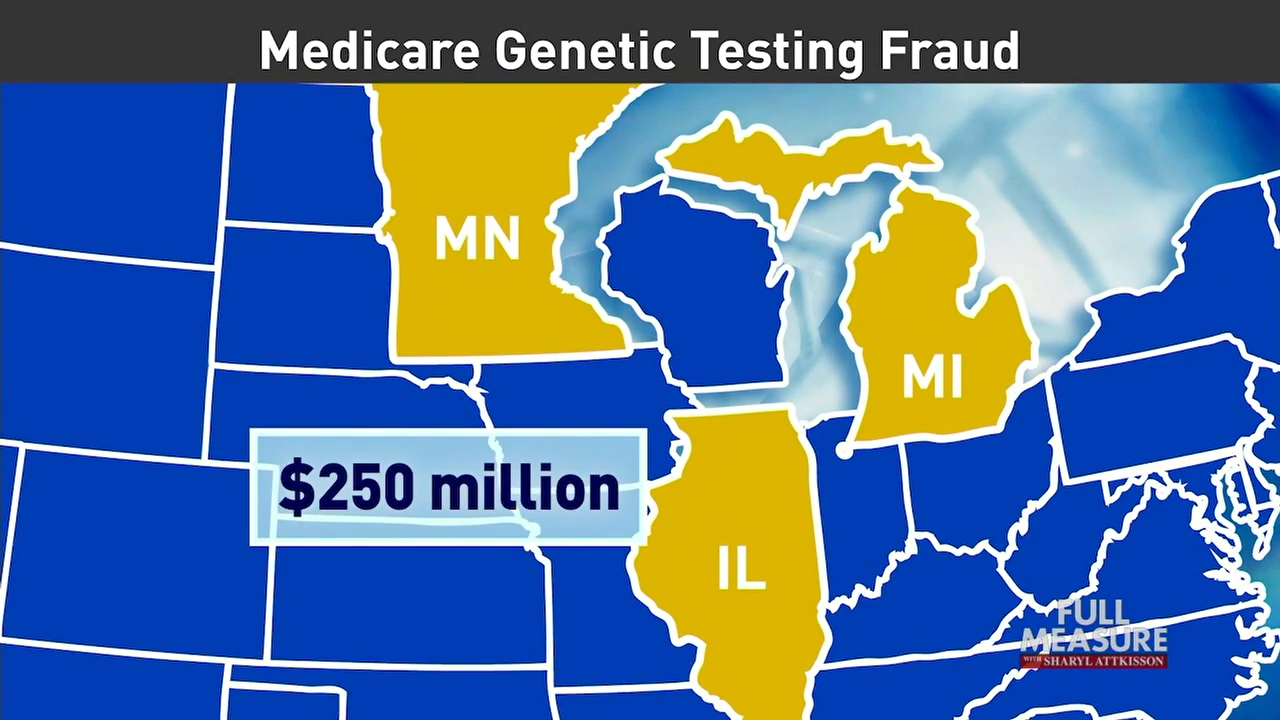 Medicare Genetic Testing Fraud
MN
MI
$250 million
IL
FULL
MEASURE
WITH SHARYL ATTKISSON